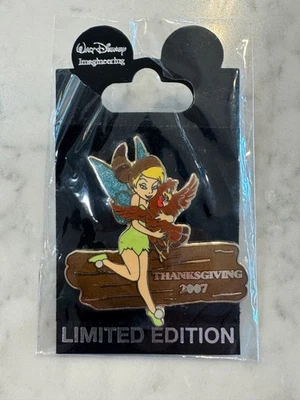 Walt Disney
Imagineering
THANKSGIVING
2007
LIMITED EDITION